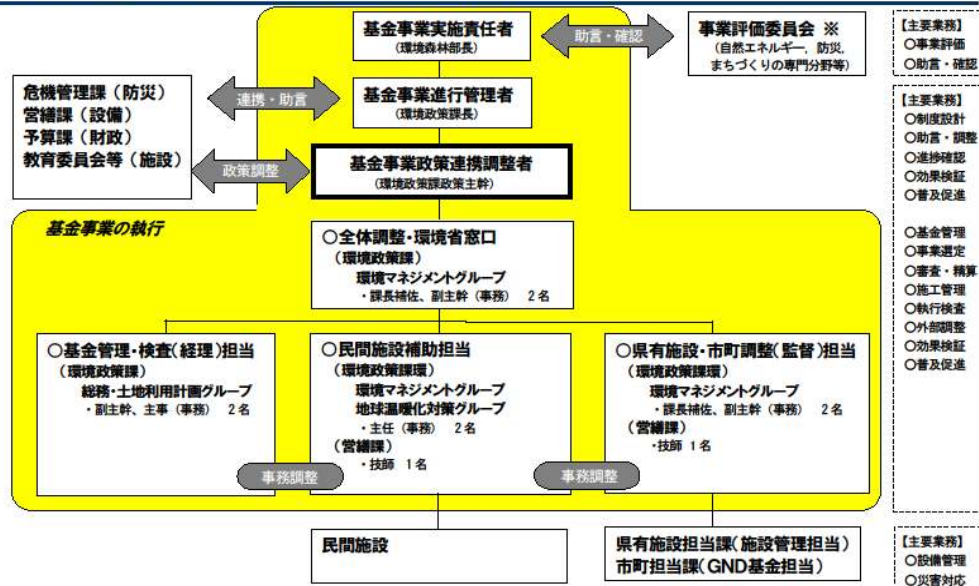 基金事業実施責任者
(環境森林部長)
助言・確認
事業評価委員会 ※
(自然エネルギー, 防災,
まちづくりの専門分野等)
【主要業務】
○事業評価
○助言・確認
危機管理課(防災)
営繕課(設備)
予算課(財政)
教育委員会等(施設)
連携・助言
基金事業進行管理者
(環境政策課長)
政策調整
基金事業政策連携調整者
(環境政策課政策主幹)
【主要業務】
○制度設計
○助言・調整
○進捗確認
○効果検証
○普及促進
○基金管理
○事業選定
○審査・精算
○施工管理
○執行検査
○外部調整
○効果検証
○普及促進
基金事業の執行
○全体調整・環境省窓口
(環境政策課)
環境マネジメントグループ
・課長補佐、副主幹(事務) 2名
○基金管理・検査(経理)担当
(環境政策課)
総務・土地利用計画グループ
・副主幹、主事(事務) 2名
○民間施設補助担当
(環境政策課環)
環境マネジメントグループ
地球温暖化対策グループ
・主任(事務) 2名
(営繕課)
・技師 1名
○県有施設・市町調整(監督)担当
(環境政策課環)
環境マネジメントグループ
・課長補佐、副主幹(事務) 2名
(営繕課)
・技師 1名
事務調整
事務調整
民間施設
県有施設担当課(施設管理担当)
市町担当課(GND基金担当)
【主要業務】
○設備管理
○災害対応